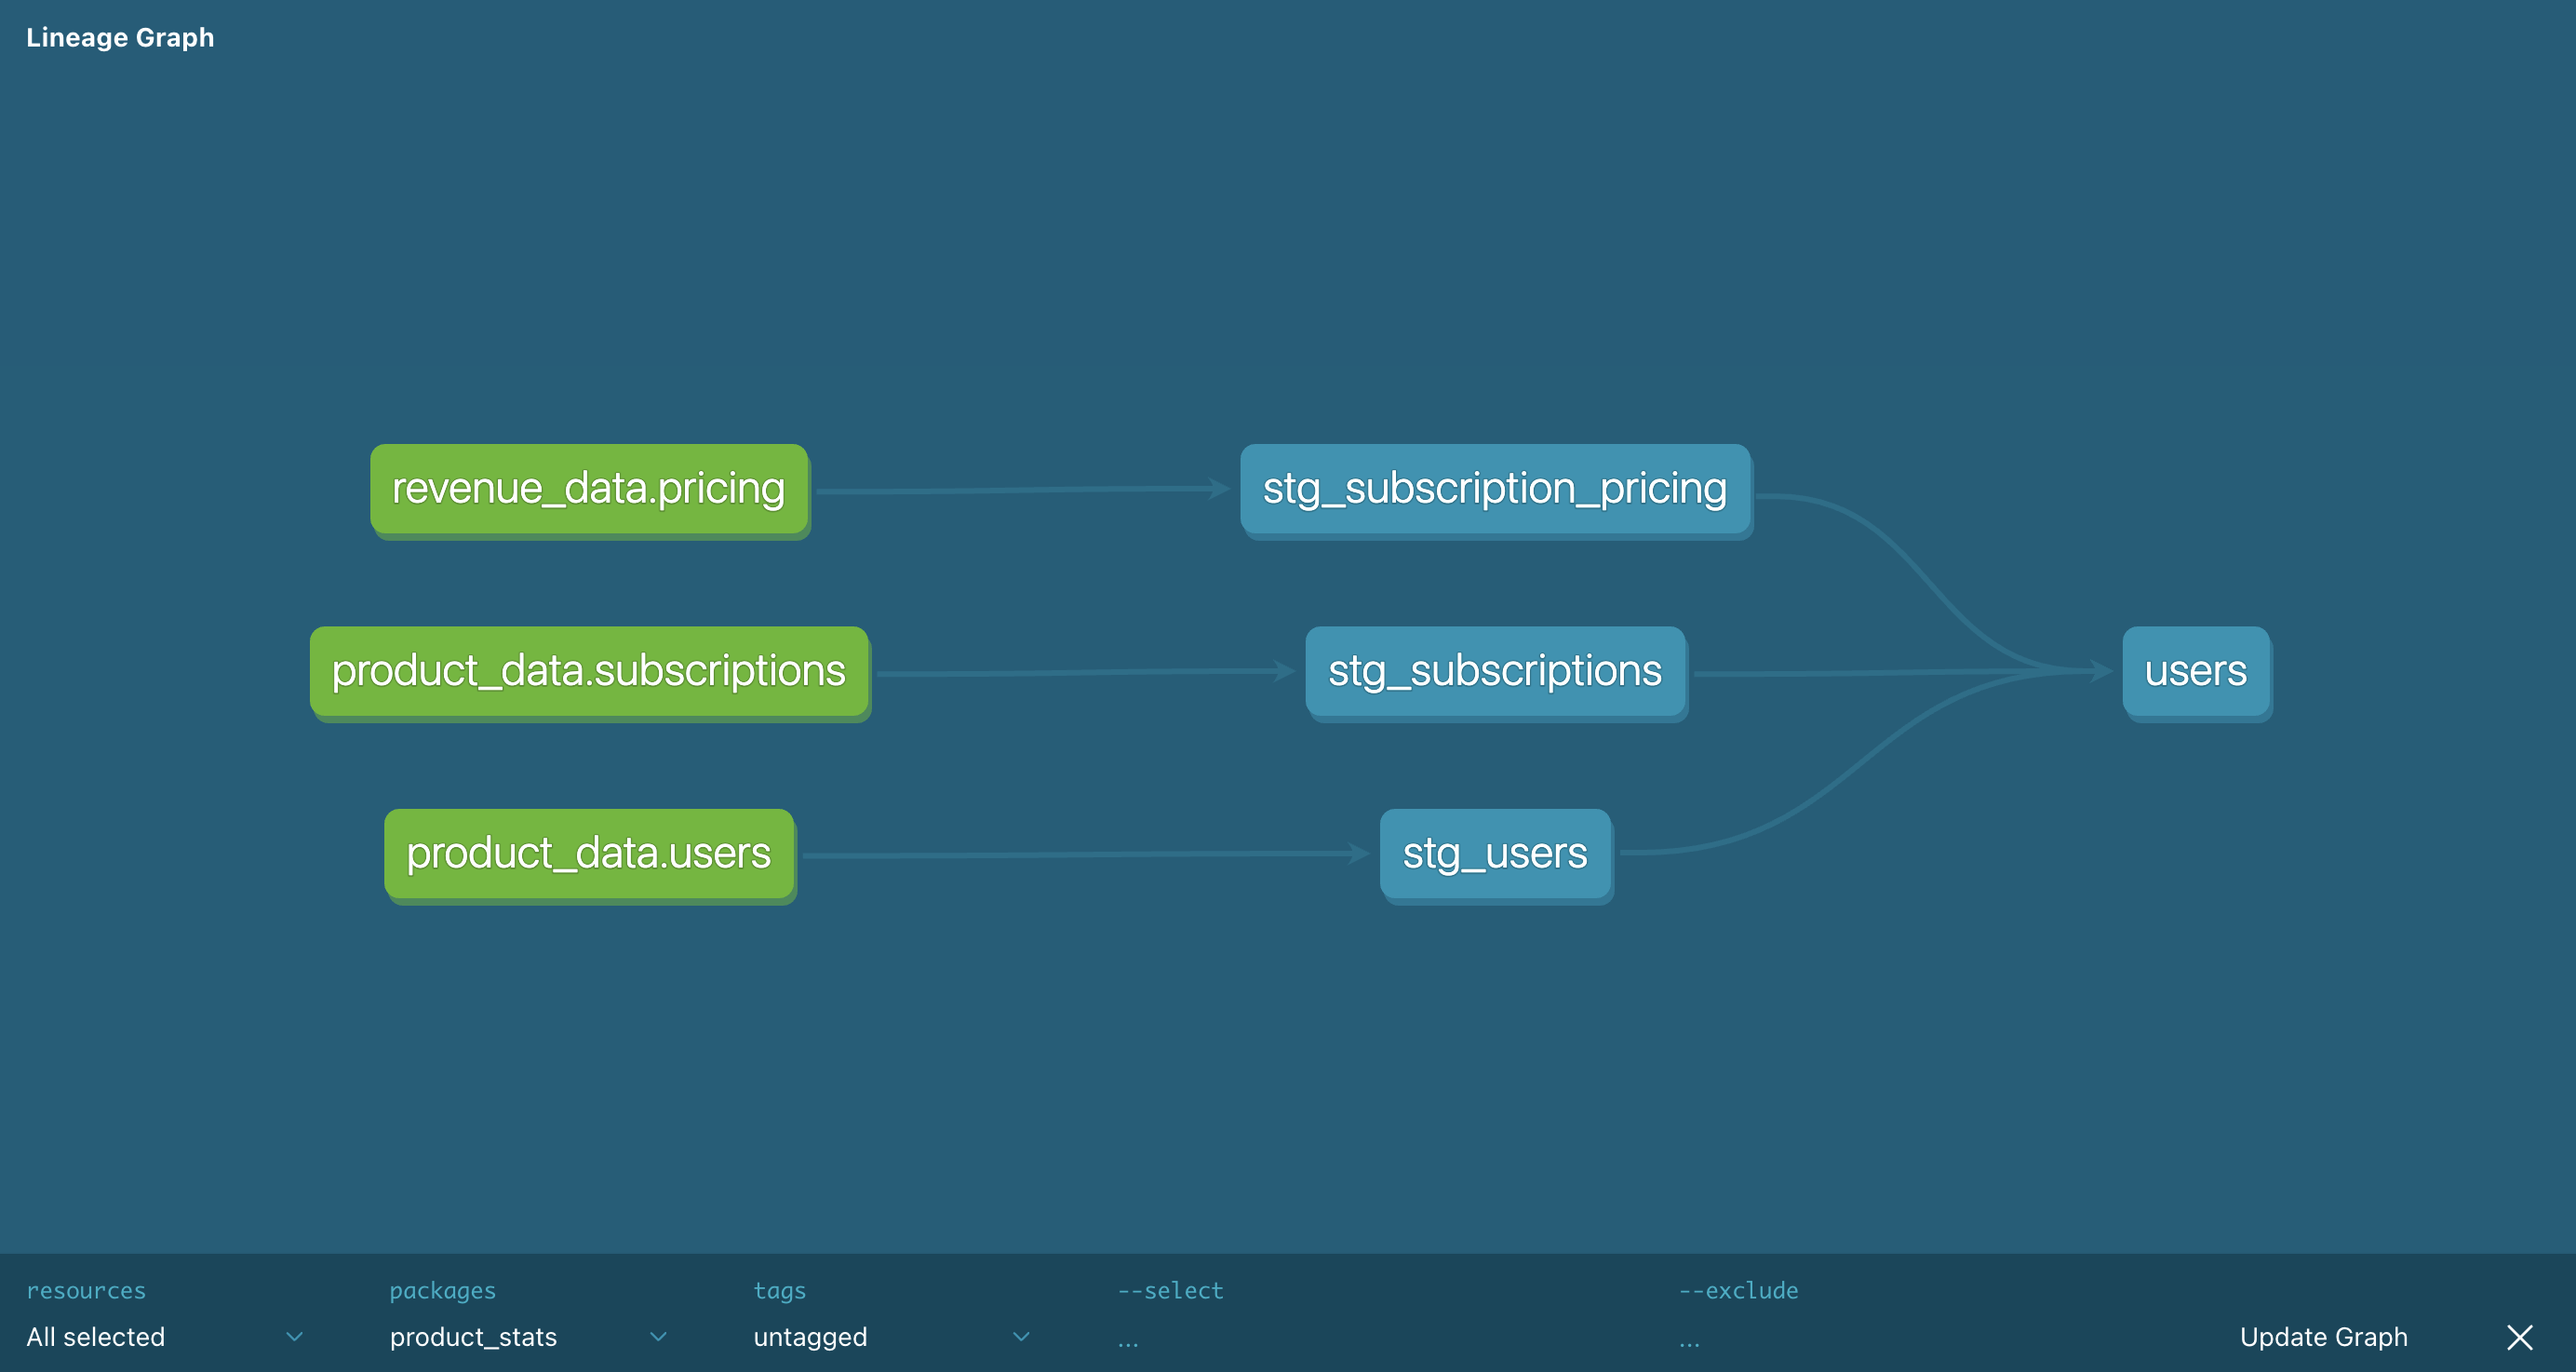 Lineage Graph
revenue_data.pricing
stg_subscription_pricing
product_data.subscriptions
stg_subscriptions
users
product_data.users
stg_users
resources
packages
tags
--select
--exclude
All selected
product_stats
untagged
...
...
Update Graph